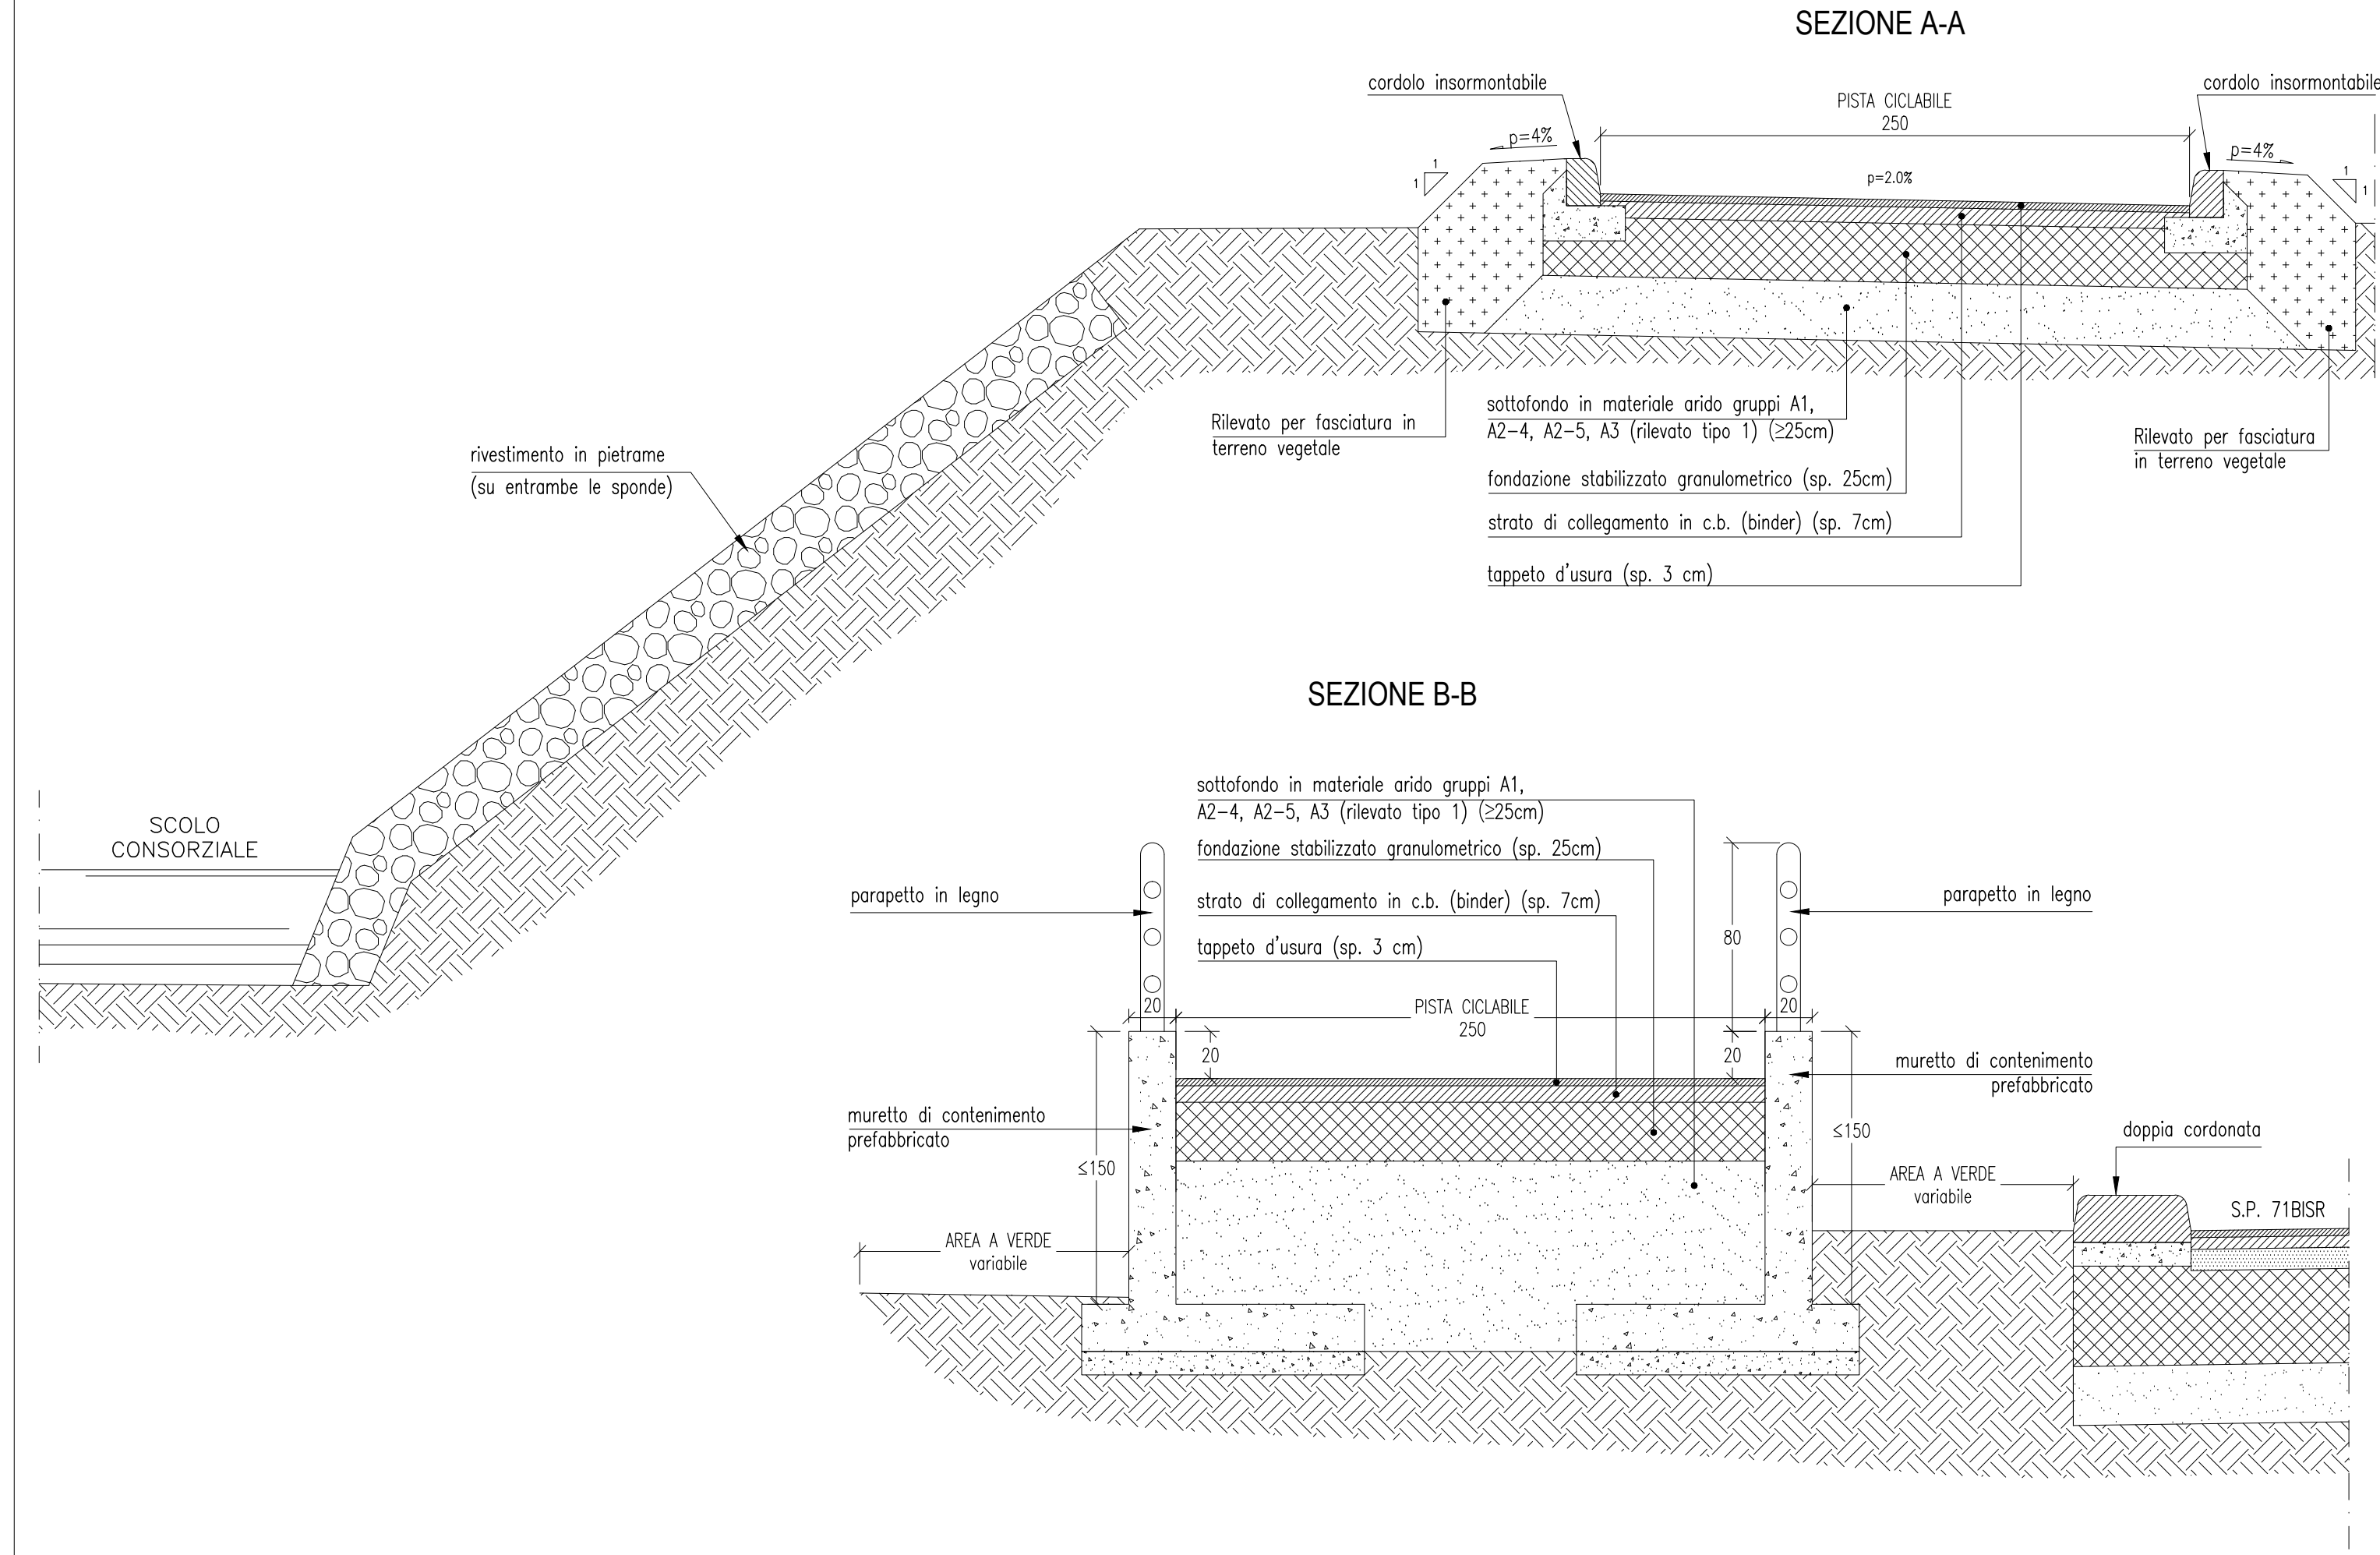 SEZIONE A-A
cordolo insormontabile
cordolo insormontabile
PISTA CICLABILE
250
p=4%
p=4%
1
1
1
1
p=2.0%
sottofondo in materiale arido gruppi A1,
A2-4, A2-5, A3 (rilevato tipo 1) (≥25cm)
Rilevato per fasciatura in
terreno vegetale
Rilevato per fasciatura
in terreno vegetale
fondazione stabilizzato granulometrico (sp. 25cm)
strato di collegamento in c.b. (binder) (sp. 7cm)
tappeto d'usura (sp. 3 cm)
rivestimento in pietrame
(su entrambe le sponde)
SCOLO
CONSORZIALE
SEZIONE B-B
sottofondo in materiale arido gruppi A1,
A2-4, A2-5, A3 (rilevato tipo 1) (≥25cm)
fondazione stabilizzato granulometrico (sp. 25cm)
strato di collegamento in c.b. (binder) (sp. 7cm)
tappeto d'usura (sp. 3 cm)
parapetto in legno
parapetto in legno
80
20
PISTA CICLABILE
250
20
20
20
muretto di contenimento
prefabbricato
muretto di contenimento
prefabbricato
≤150
≤150
doppia cordonata
AREA A VERDE
variabile
S.P. 71BISR
AREA A VERDE
variabile